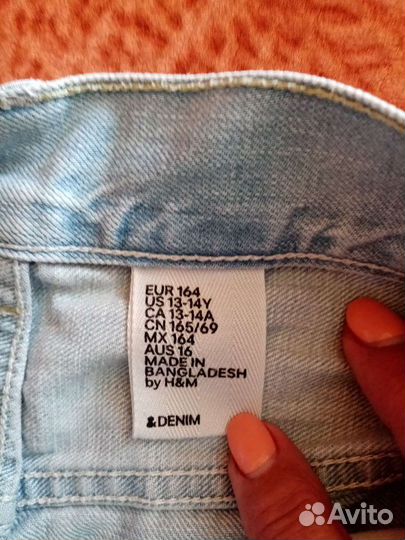 EUR 164
US 13-14Y
CA 13-14A
CN 165/69
MX 164
AUS 16
MADE IN
BANGLADESH
by H&M
&DENIM
Avito